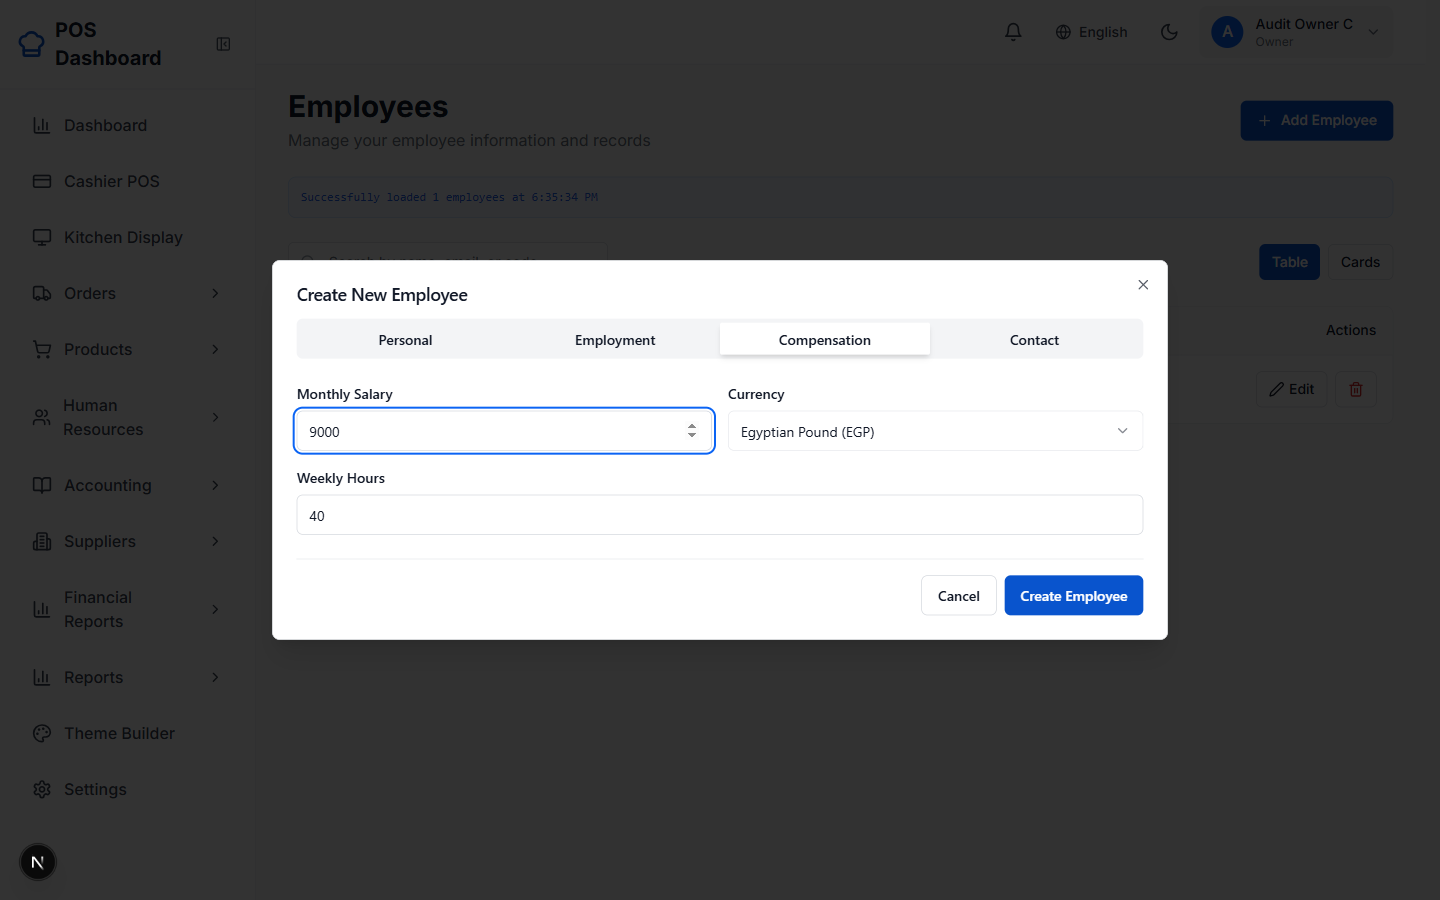 POS
Dashboard
Dashboard
Cashier POS
Kitchen Display
Orders
Products
Human
Resources
Accounting
Suppliers
Financial
Reports
Reports
Theme Builder
Settings
N
English
A
Audit Owner C
Owner
Employees
Manage your employee information and records
Add Employee
Successfully loaded 1 employees at 6:35:34 PM
Table
Cards
Actions
Edit
Create New Employee
Personal
Employment
Compensation
Contact
Monthly Salary
9000
Currency
Egyptian Pound (EGP)
Weekly Hours
40
Cancel
Create Employee